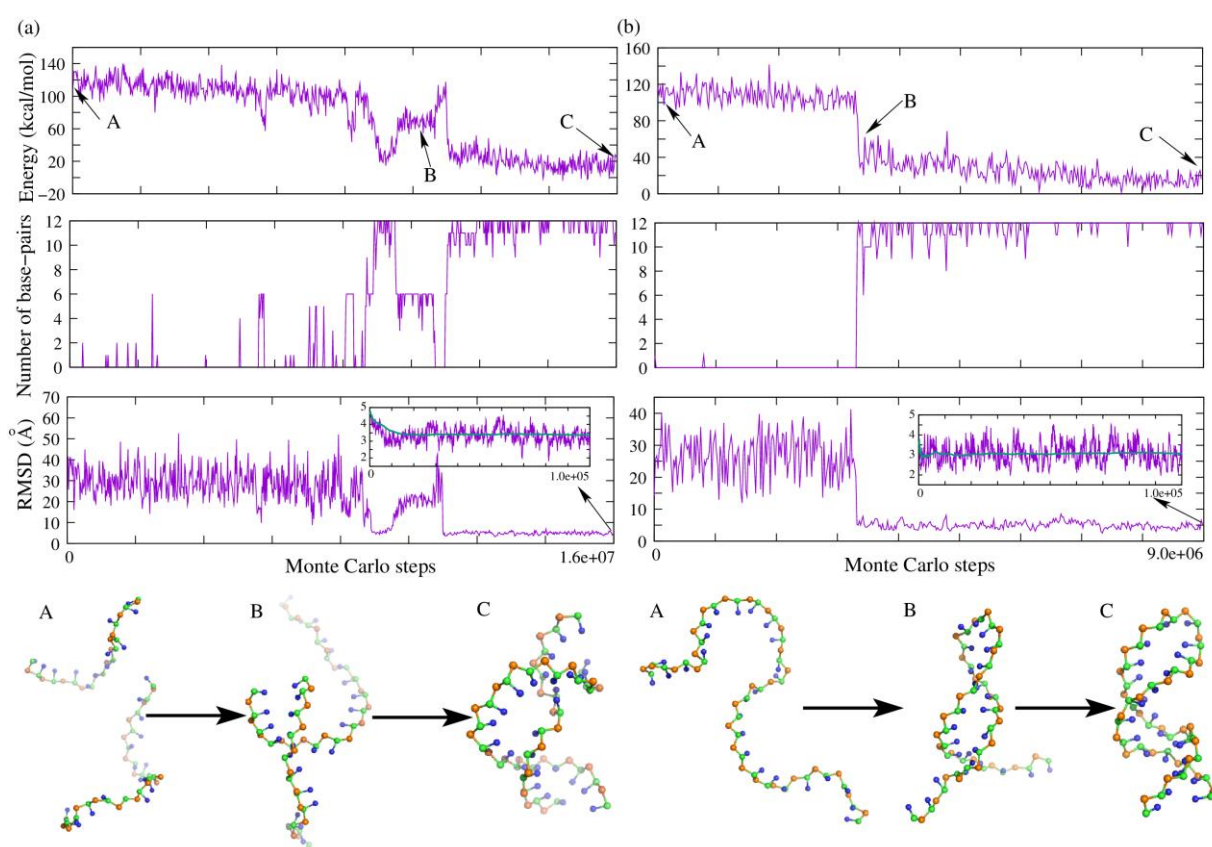 (a)
Energy (kcal/mol)
140
100
60
20
−20
A
B
C
Number of base−pairs
12
10
8
6
4
2
0
RMSD (Å)
70
60
50
40
30
20
10
0
5
4
3
2
0
1.0e+05
0
1.6e+07
Monte Carlo steps
A
B
C
(b)
160
120
80
40
0
A
B
C
12
10
8
6
4
2
0
40
30
20
10
0
5
4
3
2
0
1.0e+05
0
9.0e+06
Monte Carlo steps
A
B
C